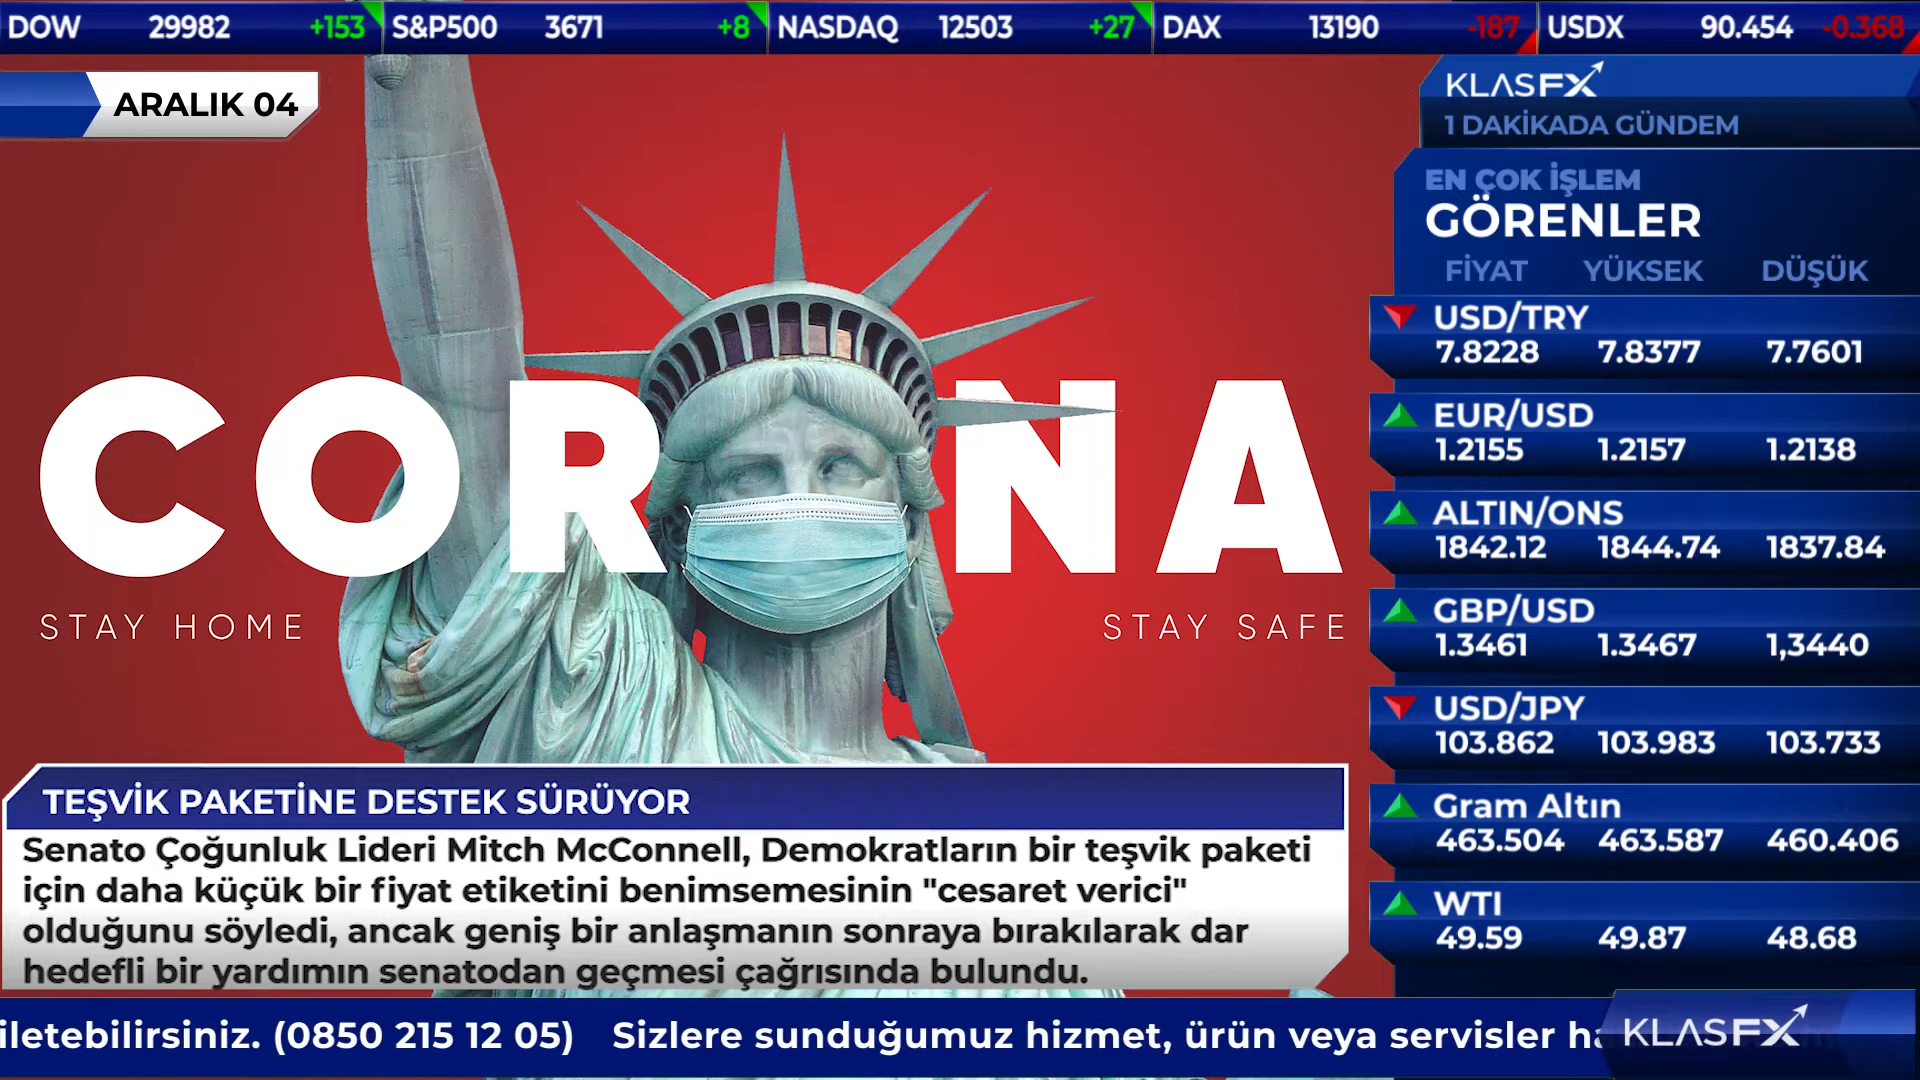 DOW 29982 +153 S&P500 3671 +8 NASDAQ 12503 +27 DAX 13190 -187 USDX 90.454 -0.368
ARALIK 04
KLASFX
1 DAKİKADA GÜNDEM
EN ÇOK İŞLEM
GÖRENLER
FİYAT YÜKSEK DÜŞÜK
USD/TRY
7.8228 7.8377 7.7601
EUR/USD
1.2155 1.2157 1.2138
ALTIN/ONS
1842.12 1844.74 1837.84
GBP/USD
1.3461 1.3467 1,3440
USD/JPY
103.862 103.983 103.733
Gram Altın
463.504 463.587 460.406
WTI
49.59 49.87 48.68
CORONA
STAY HOME
STAY SAFE
TEŞVİK PAKETİNE DESTEK SÜRÜYOR
Senato Çoğunluk Lideri Mitch McConnell, Demokratların bir teşvik paketi
için daha küçük bir fiyat etiketini benimsemesinin "cesaret verici"
olduğunu söyledi, ancak geniş bir anlaşmanın sonraya bırakılarak dar
hedefli bir yardımın senatodan geçmesi çağrısında bulundu.
iletebilirsiniz. (0850 215 12 05) Sizlere sunduğumuz hizmet, ürün veya servisler
KLASFX